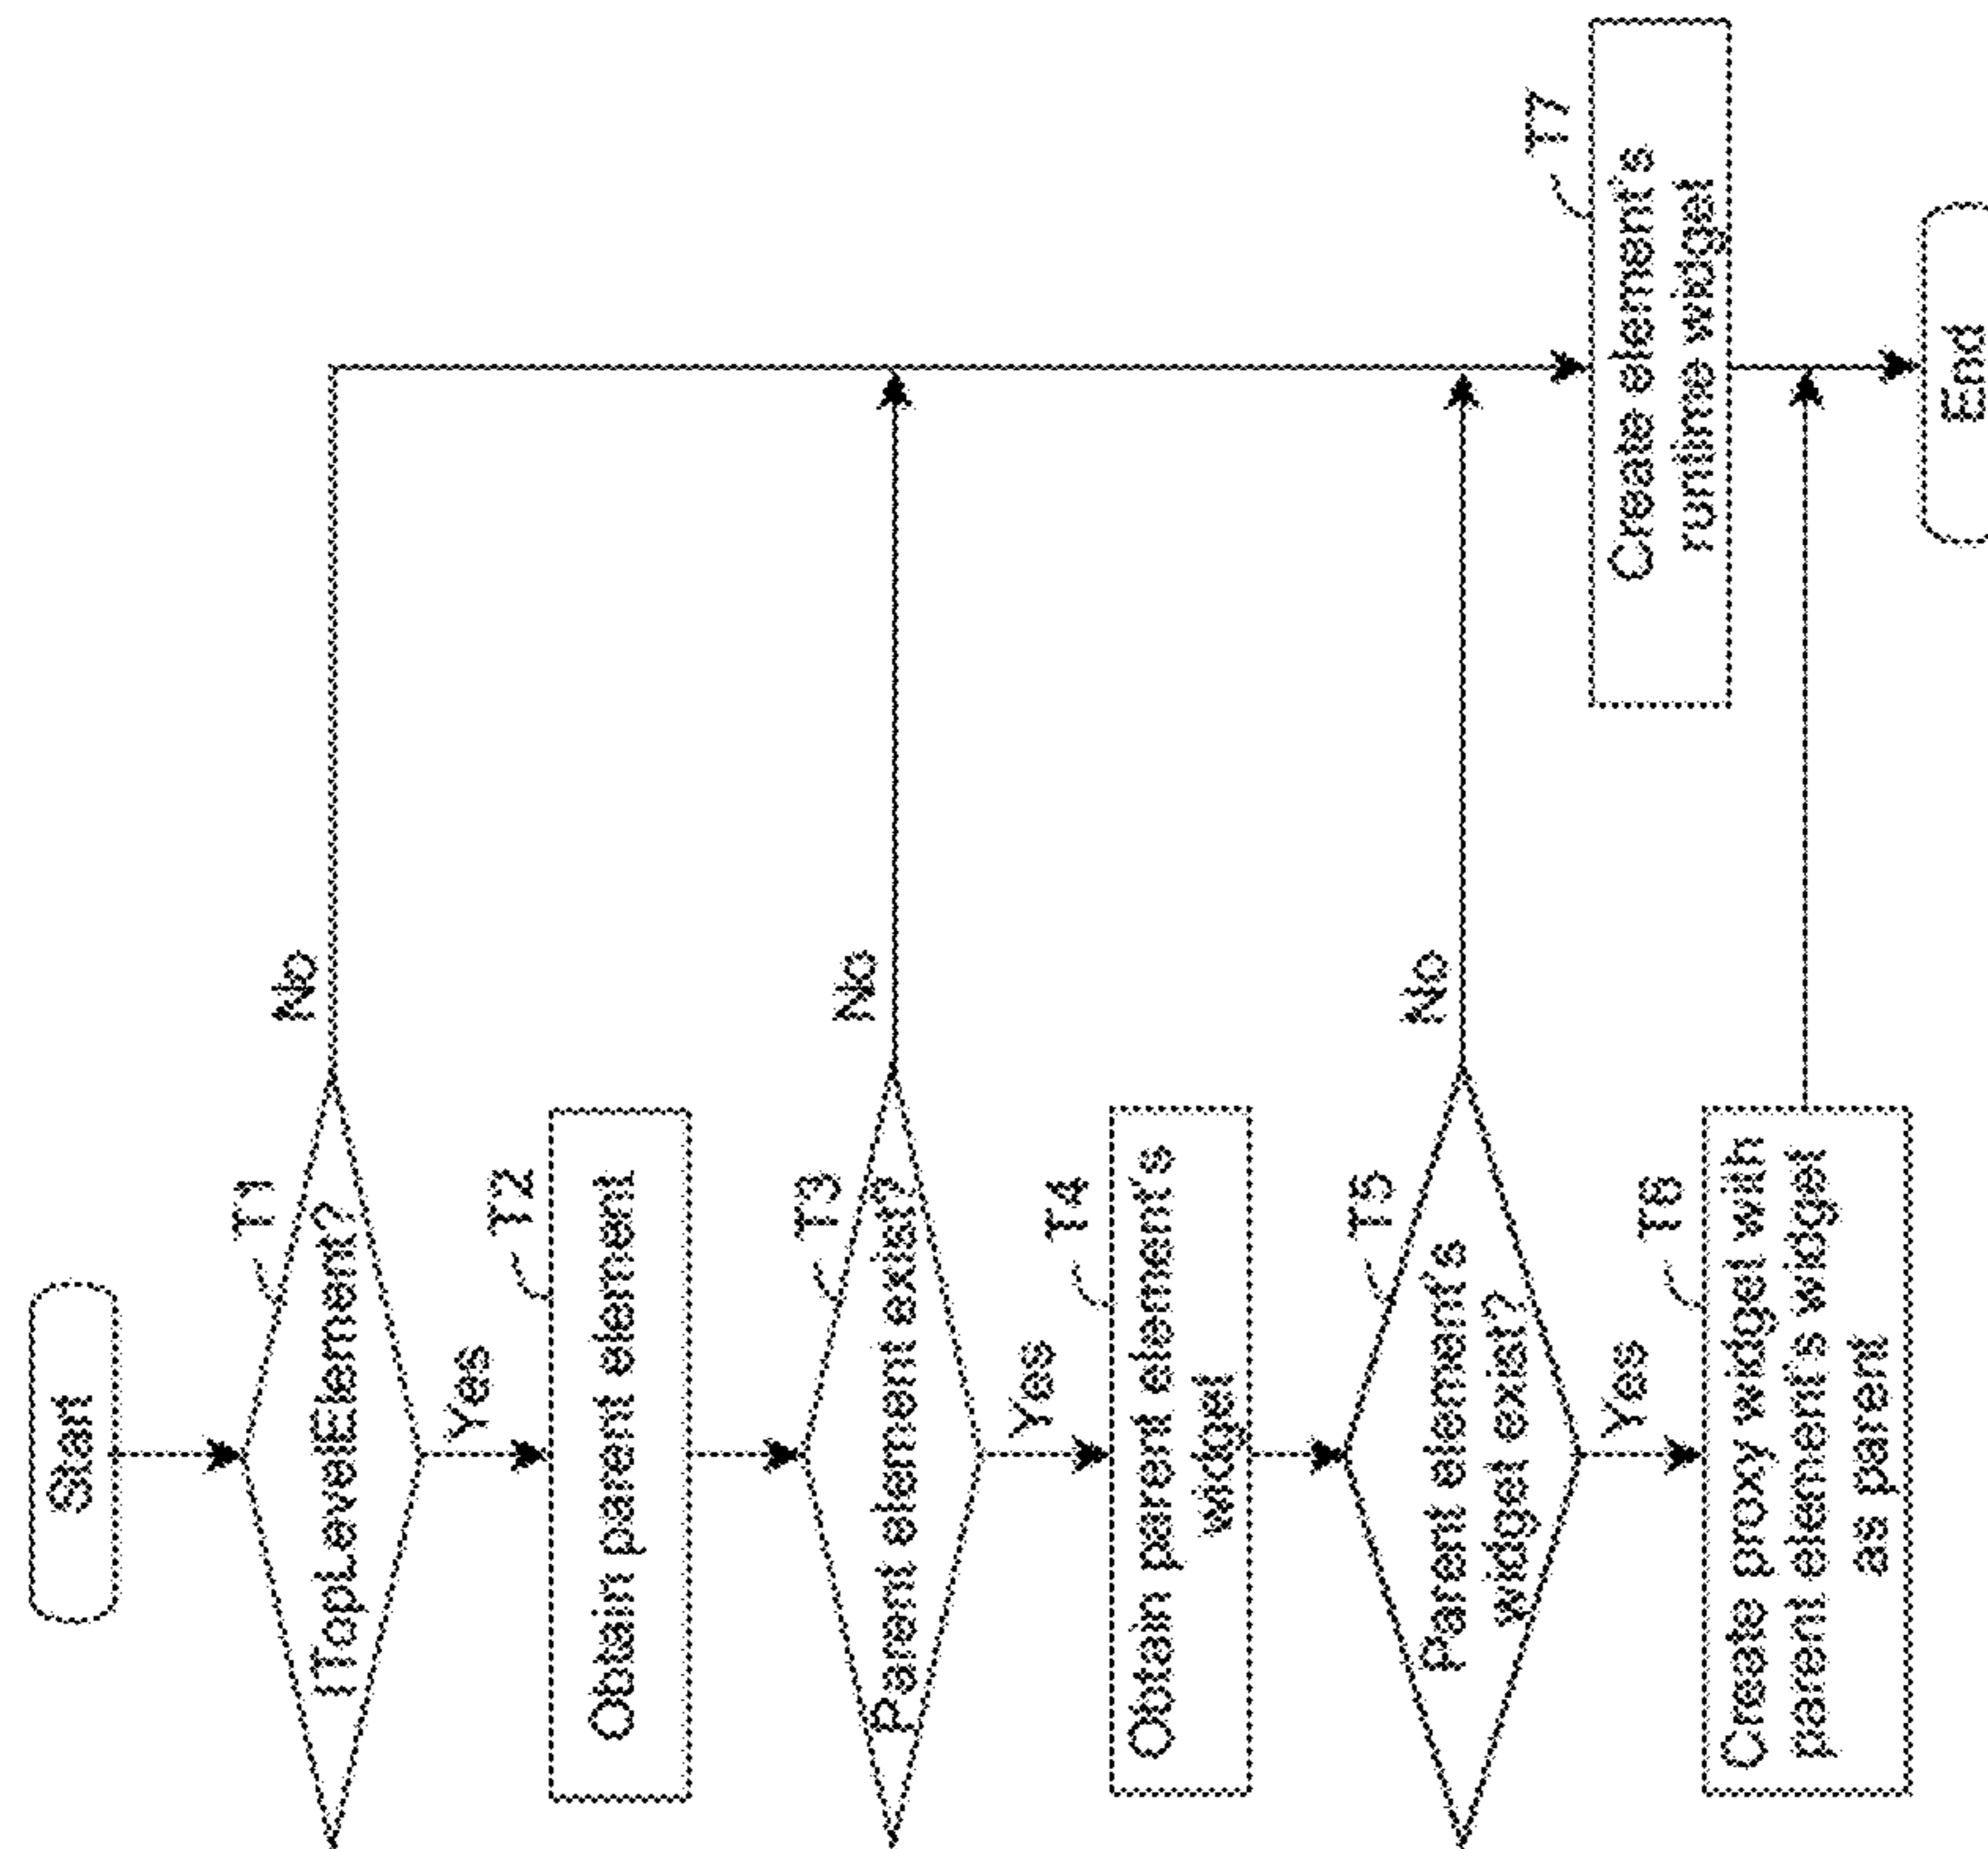 Start
T1
ITopLevelElement?
No
Yes
T2
Obtain parent element
T3
Parent element exist?
No
Yes
T4
Obtain parent element's
widget
T5
Parent element's
widget exist?
No
Yes
T6
Create proxy widget with
parent element's widget
as parent
T7
Create element's
runtime widget
End